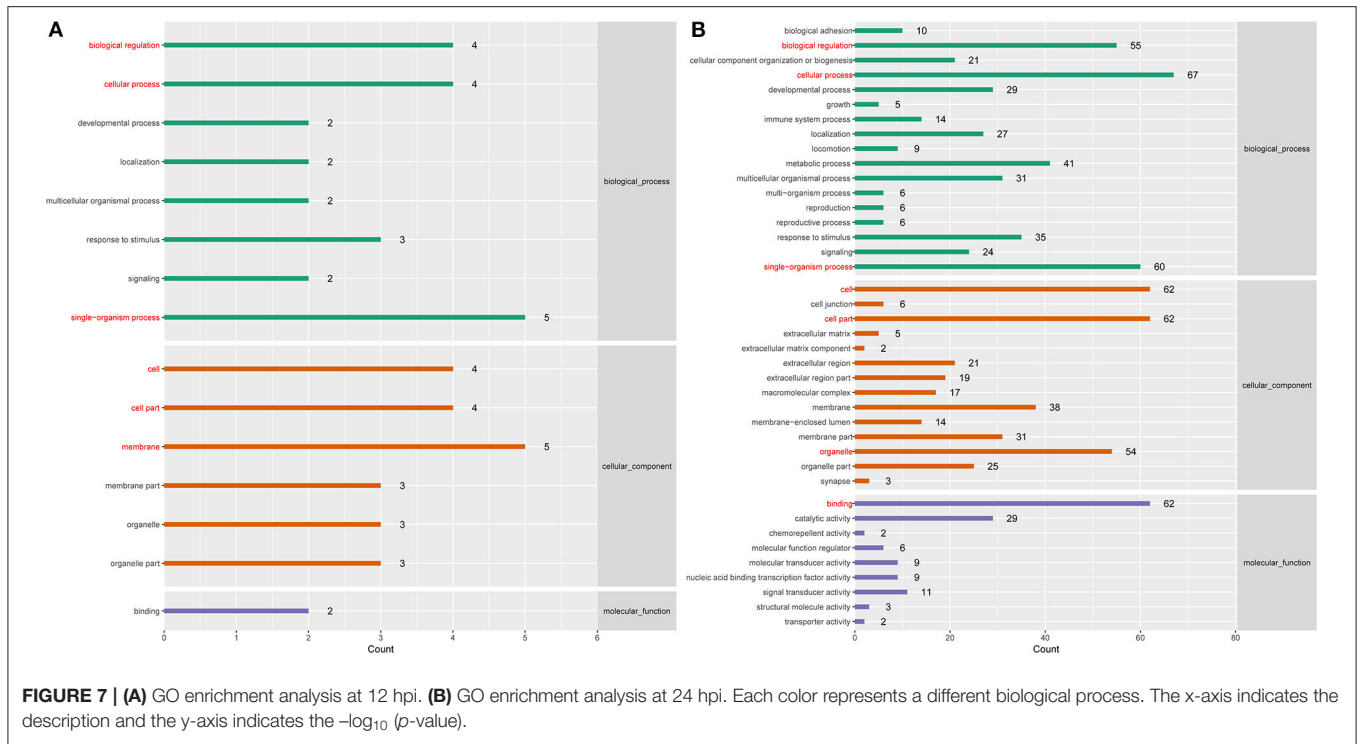 A
biological regulation 4
cellular process 4
developmental process 2
localization 2
multicellular organismal process 2
response to stimulus 3
signaling 2
single−organism process 5
biological_process
cell 4
cell part 4
membrane 5
membrane part 3
organelle 3
organelle part 3
cellular_component
binding 2
molecular_function
0 1 2 3 4 5 6
Count
B
biological adhesion 10
biological regulation 55
cellular component organization or biogenesis 21
cellular process 67
developmental process 29
growth 5
immune system process 14
localization 27
locomotion 9
metabolic process 41
multicellular organismal process 31
multi−organism process 6
reproduction 6
reproductive process 6
response to stimulus 35
signaling 24
single−organism process 60
biological_process
cell 62
cell junction 6
cell part 62
extracellular matrix 5
extracellular matrix component 2
extracellular region 21
extracellular region part 19
macromolecular complex 17
membrane 38
membrane−enclosed lumen 14
membrane part 31
organelle 54
organelle part 25
synapse 3
cellular_component
binding 62
catalytic activity 29
chemorepellent activity 2
molecular function regulator 6
molecular transducer activity 9
nucleic acid binding transcription factor activity 9
signal transducer activity 11
structural molecule activity 3
transporter activity 2
molecular_function
0 20 40 60 80
Count
FIGURE 7 | (A) GO enrichment analysis at 12 hpi. (B) GO enrichment analysis at 24 hpi. Each color represents a different biological process. The x-axis indicates the
description and the y-axis indicates the –log10 (p-value).